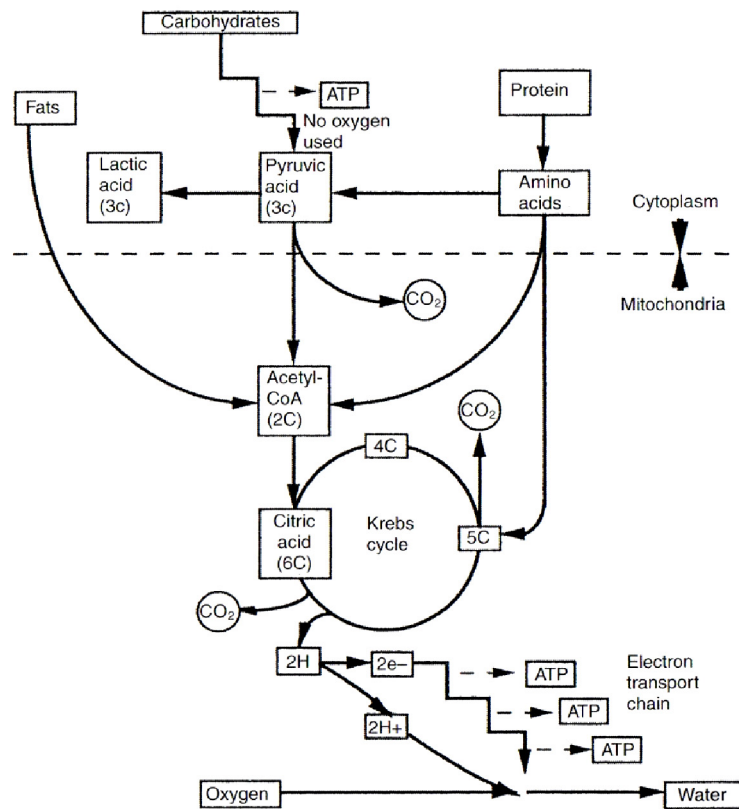 Carbohydrates
ATP
Fats
Protein
No oxygen
used
Lactic
acid
(3c)
Pyruvic
acid
(3c)
Amino
acids
Cytoplasm
CO₂
Mitochondria
Acetyl-
CoA
(2C)
CO₂
4C
Citric
acid
(6C)
Krebs
cycle
5C
CO₂
2H
2e–
ATP
Electron
transport
chain
2H+
ATP
ATP
Oxygen
Water